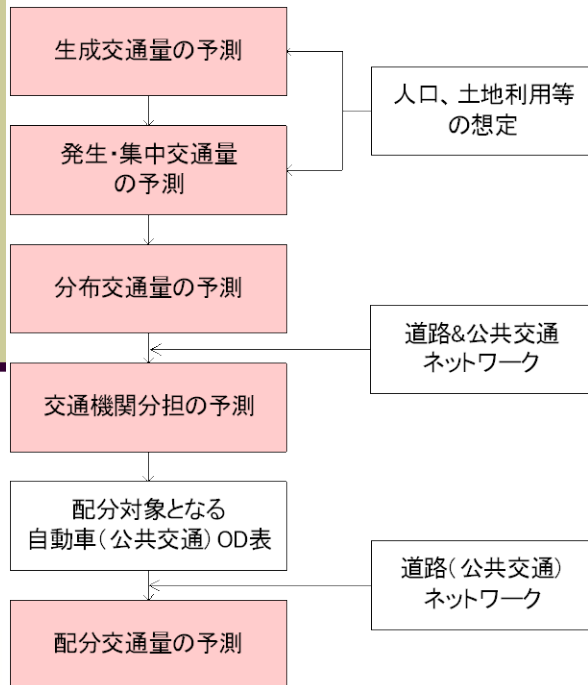 生成交通量の予測
人口、土地利用等
の想定
発生・集中交通量
の予測
分布交通量の予測
道路&公共交通
ネットワーク
交通機関分担の予測
配分対象となる
自動車(公共交通)OD表
道路(公共交通)
ネットワーク
配分交通量の予測